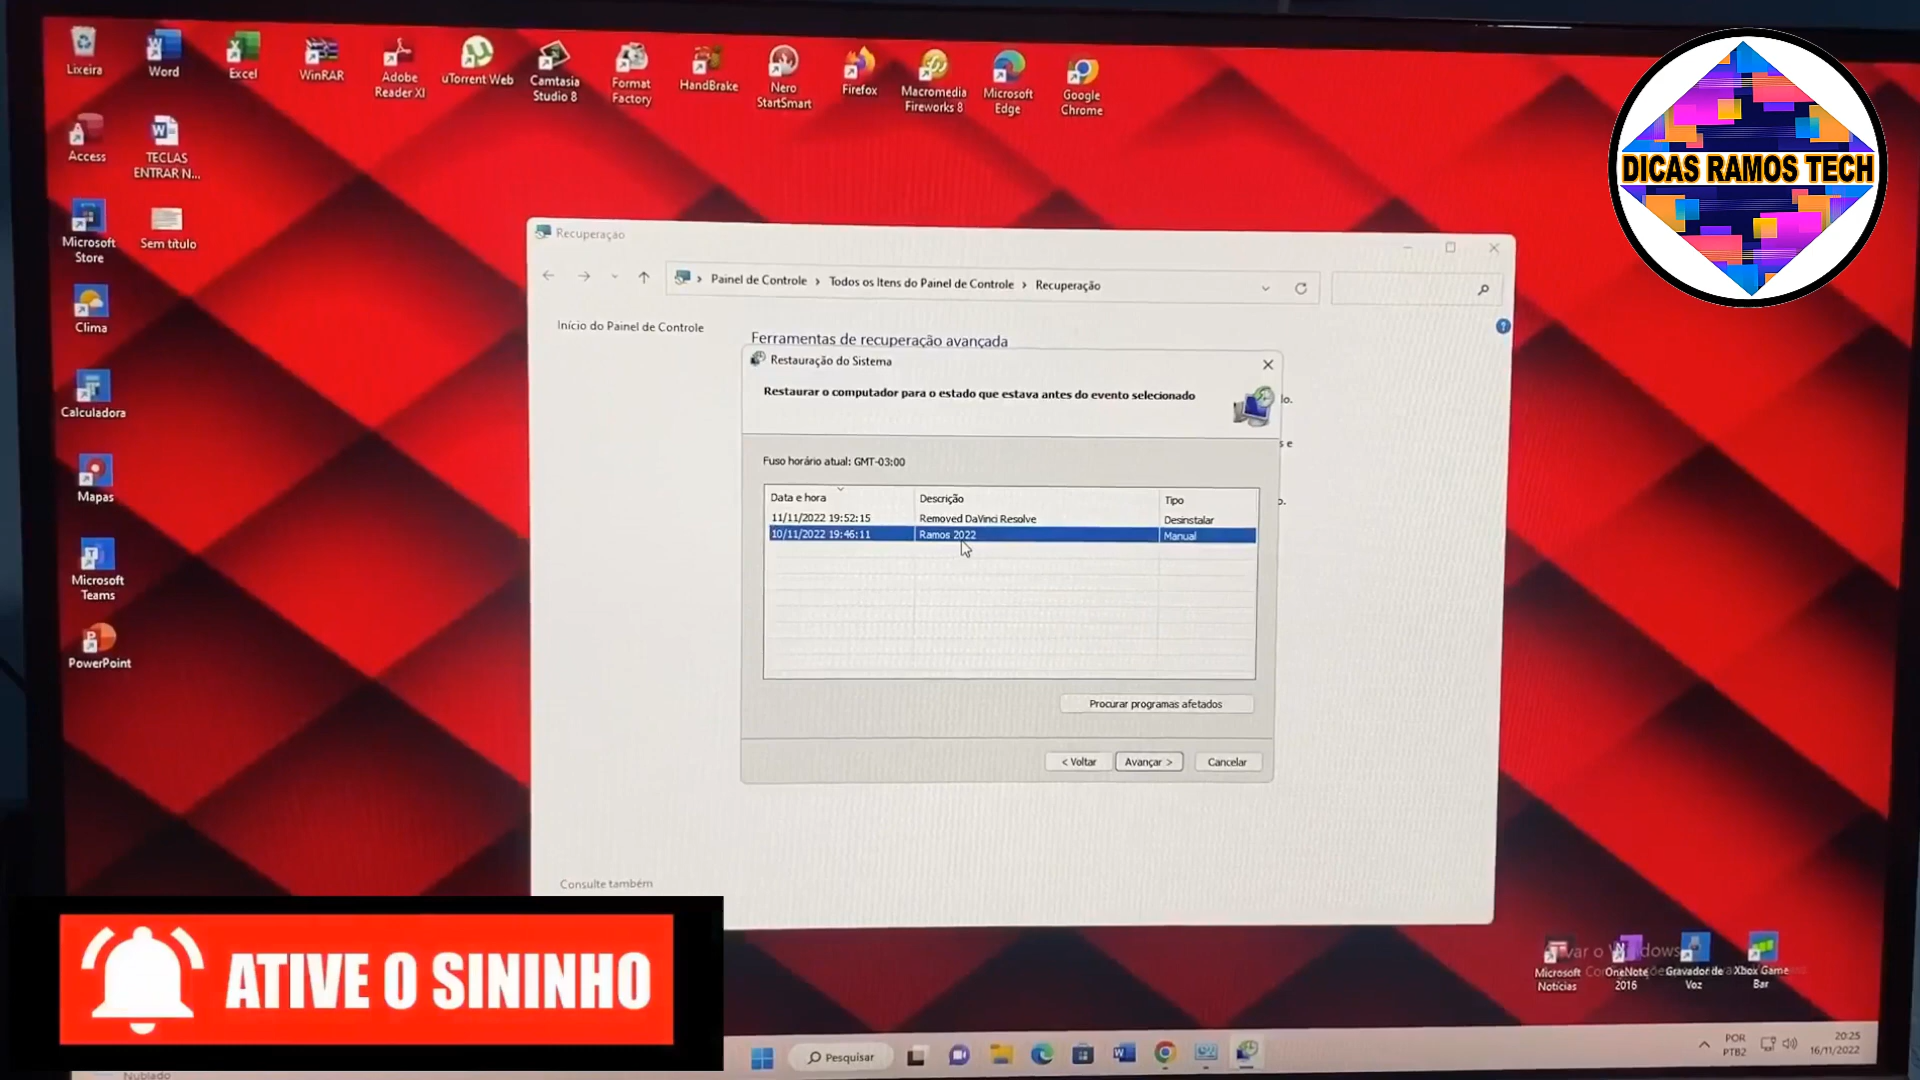 Lixeira
Word
Excel
WinRAR
Adobe
Reader XI
uTorrent Web
Camtasia
Studio 8
Format
Factory
HandBrake
Nero
StartSmart
Firefox
Macromedia
Fireworks 8
Microsoft
Edge
Google
Chrome
DICAS RAMOS TECH
Access
TECLAS
ENTRAR N...
Microsoft
Store
Sem título
Clima
Calculadora
Mapas
Microsoft
Teams
PowerPoint
Recuperação
Painel de Controle > Todos os Itens do Painel de Controle > Recuperação
Início do Painel de Controle
Ferramentas de recuperação avançada
Restauração do Sistema
Restaurar o computador para o estado que estava antes do evento selecionado
do.
s e
Fuso horário atual: GMT-03:00
Data e hora Descrição Tipo
11/11/2022 19:52:15 Removed DaVinci Resolve Desinstalar
10/11/2022 19:46:11 Ramos 2022 Manual
Procurar programas afetados
< Voltar Avançar > Cancelar
Consulte também
ATIVE O SININHO
Microsoft
Notícias
OneNote
2016
Gravador de
Voz
Xbox Game
Bar
Pesquisar
POR
PTB2
20:25
16/11/2022
Nublado